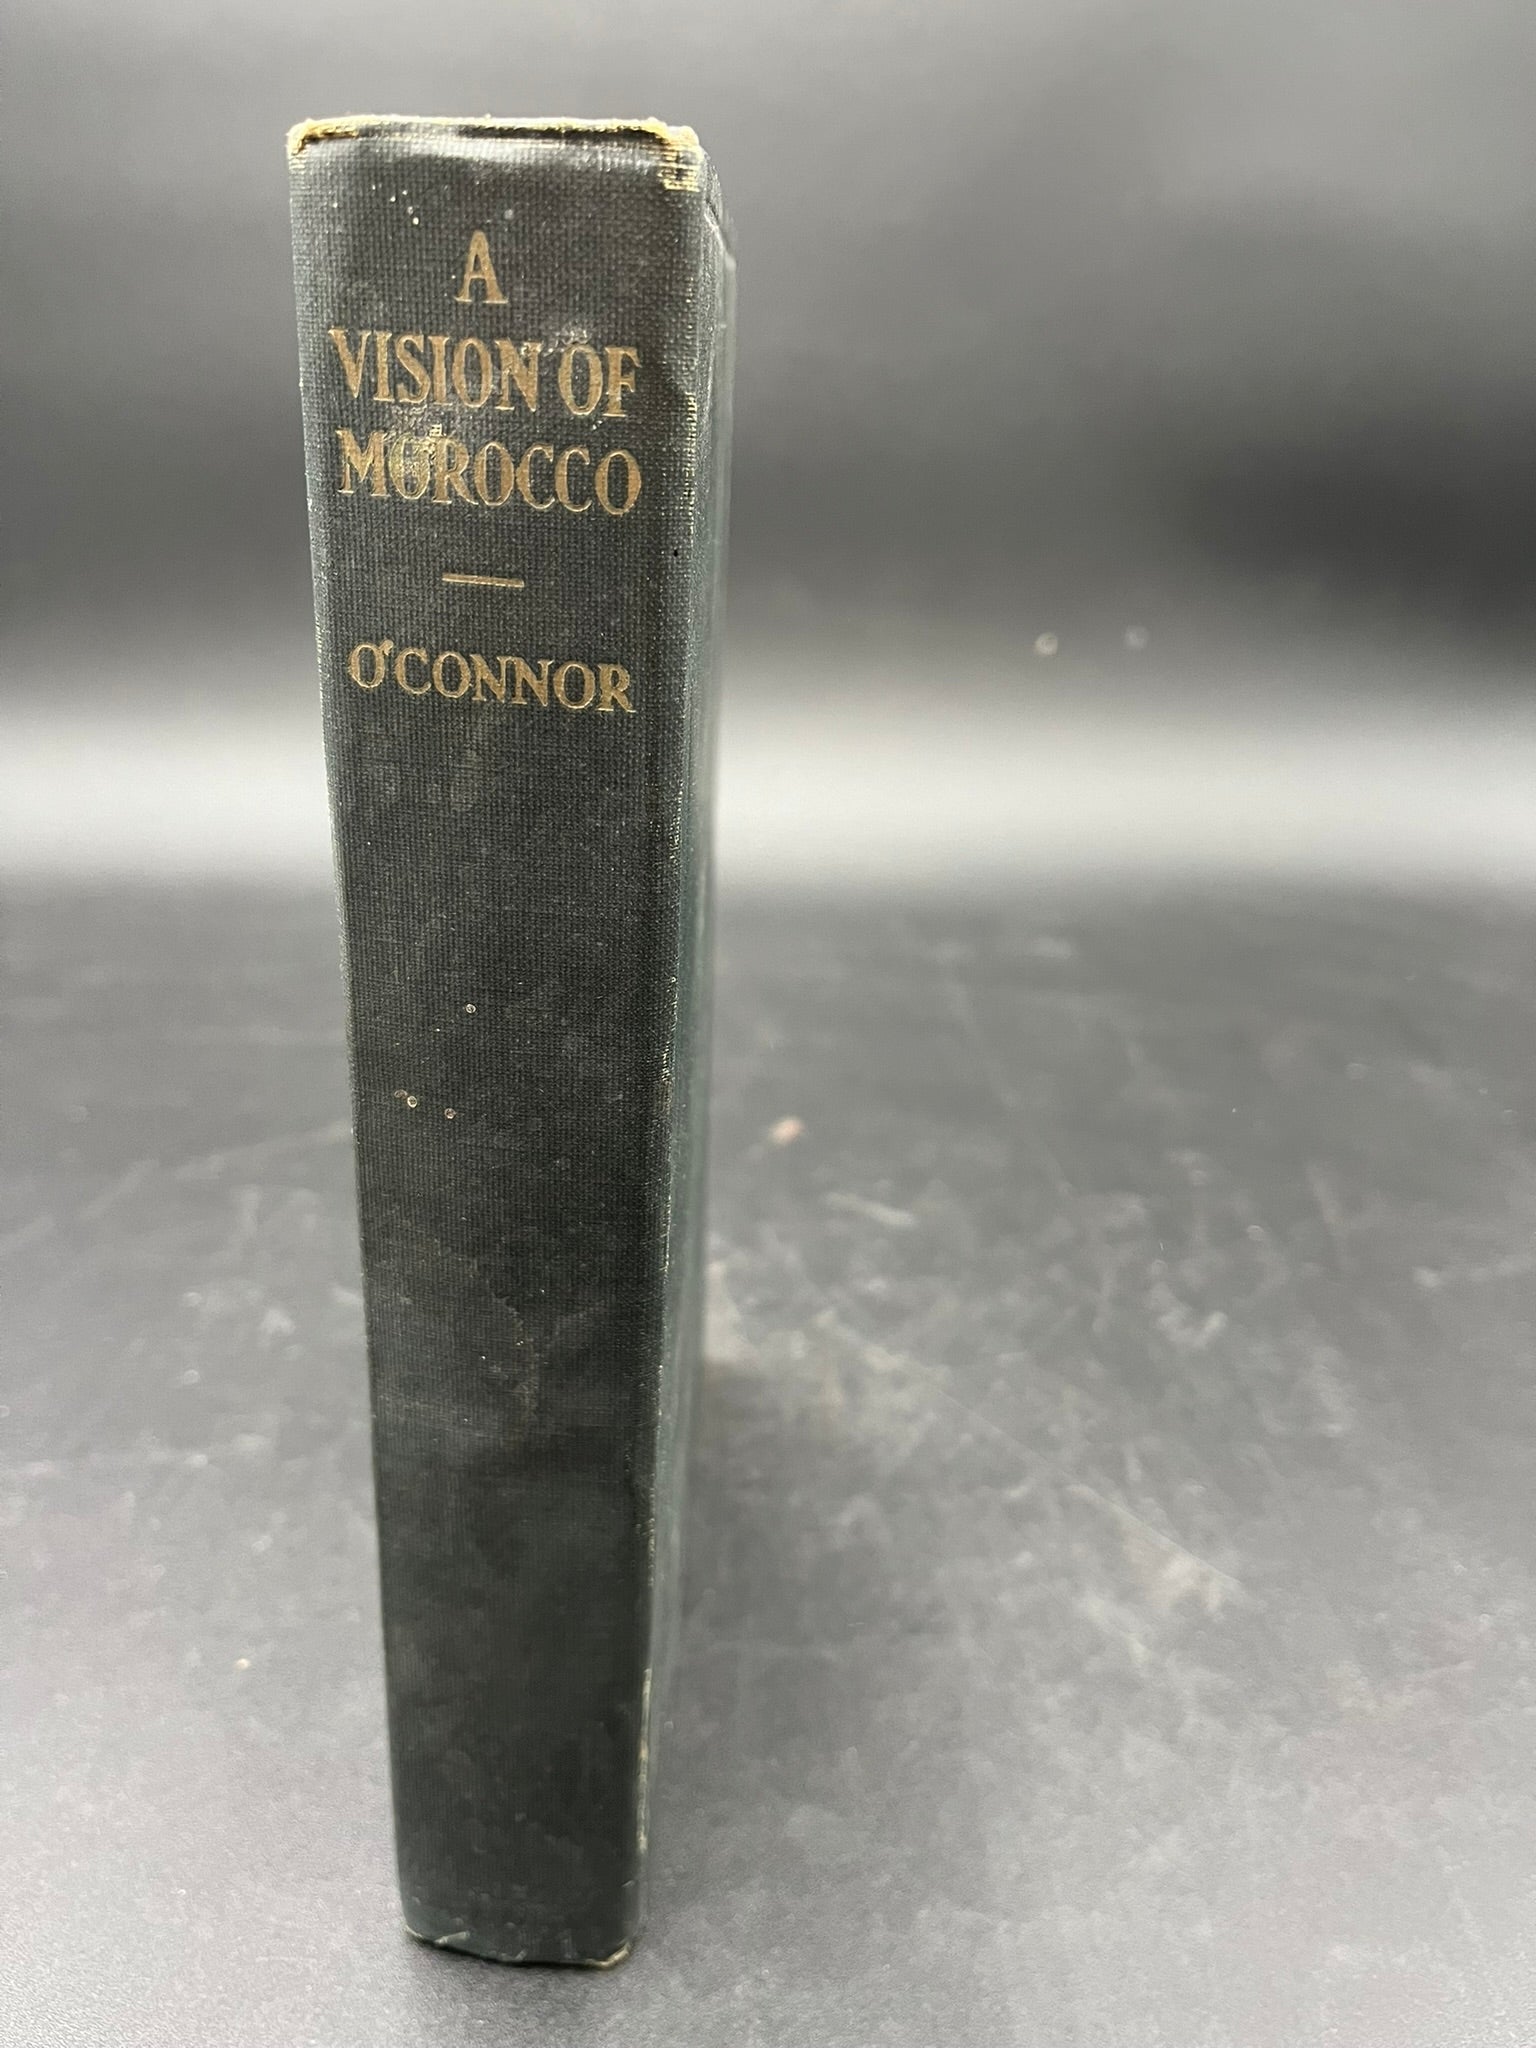 A
VISION OF
MOROCCO
O'CONNOR